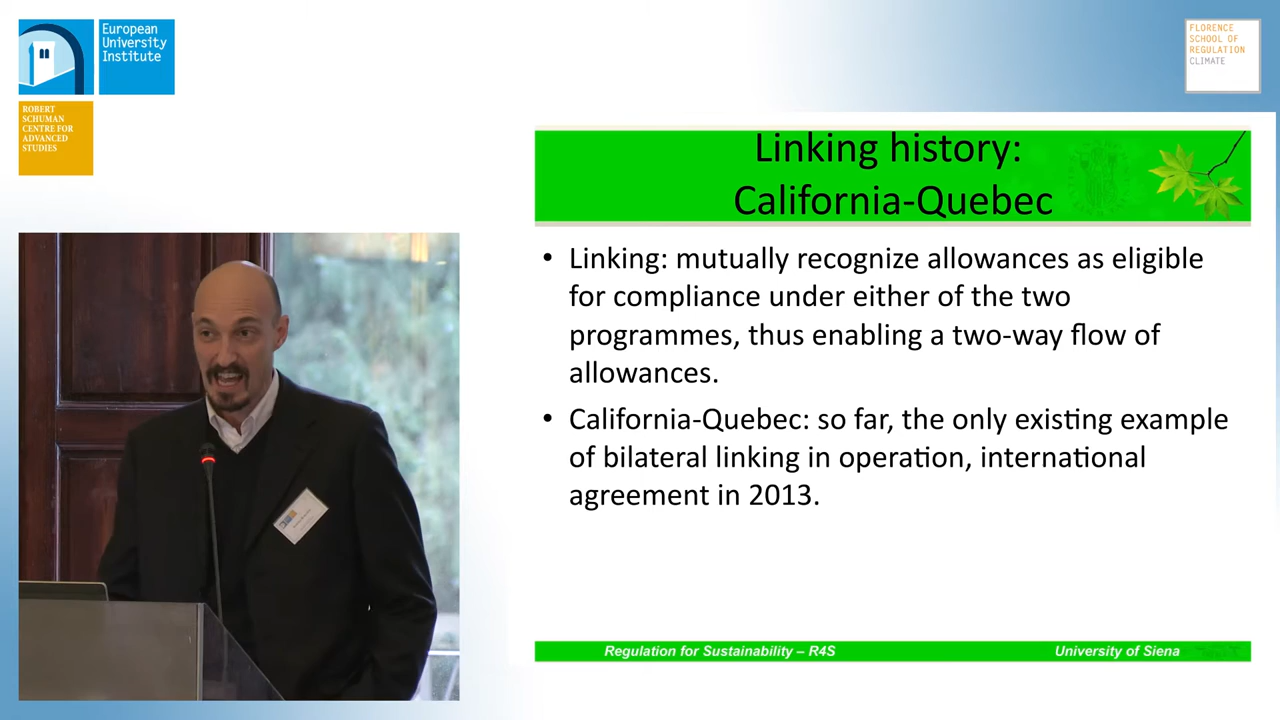 European
University
Institute
ROBERT
SCHUMAN
CENTRE FOR
ADVANCED
STUDIES
FLORENCE
SCHOOL OF
REGULATION
CLIMATE
Linking history:
California-Quebec
• Linking: mutually recognize allowances as eligible
for compliance under either of the two
programmes, thus enabling a two-way flow of
allowances.
• California-Quebec: so far, the only existing example
of bilateral linking in operation, international
agreement in 2013.
Regulation for Sustainability – R4S
University of Siena